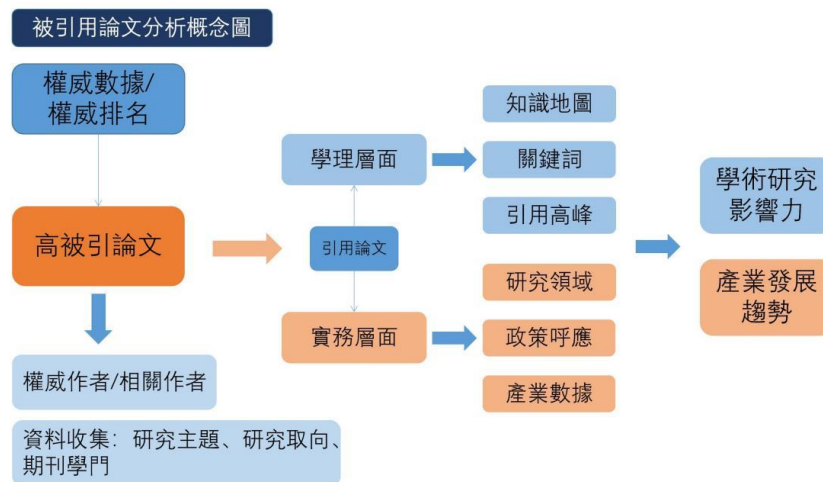 被引用論文分析概念圖
權威數據/
權威排名
高被引論文
權威作者/相關作者
資料收集：研究主題、研究取向、
期刊學門
學理層面
引用論文
實務層面
知識地圖
關鍵詞
引用高峰
研究領域
政策呼應
產業數據
學術研究
影響力
產業發展
趨勢